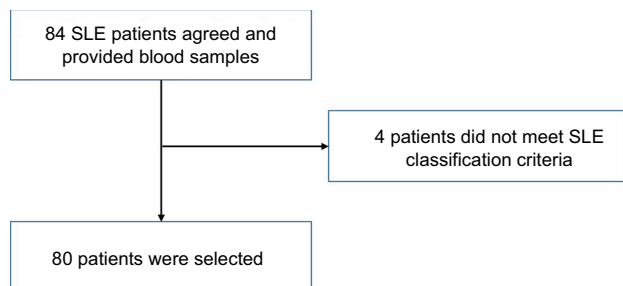 84 SLE patients agreed and
provided blood samples
4 patients did not meet SLE
classification criteria
80 patients were selected